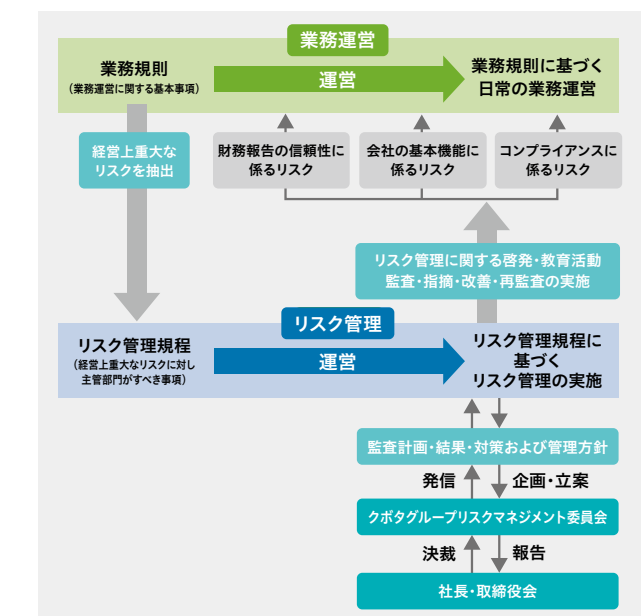 業務運営
業務規則
（業務運営に関する基本事項）
運営
業務規則に基づく
日常の業務運営
経営上重大な
リスクを抽出
財務報告の信頼性に
係るリスク
会社の基本機能に
係るリスク
コンプライアンスに
係るリスク
リスク管理に関する啓発・教育活動
監査・指摘・改善・再監査の実施
リスク管理
リスク管理規程
（経営上重大なリスクに対し
主管部門がすべき事項）
運営
リスク管理規程に
基づく
リスク管理の実施
監査計画・結果・対策および管理方針
発信
企画・立案
クボタグループリスクマネジメント委員会
決裁
報告
社長・取締役会